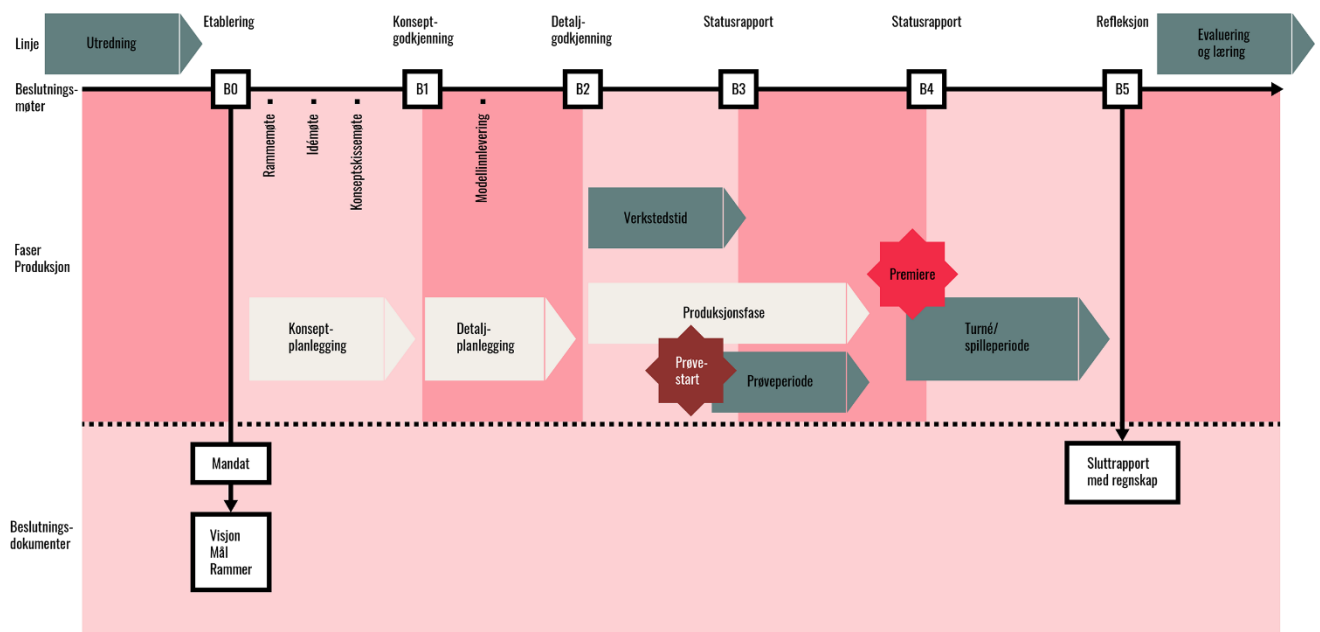 Etablering
Konsept-
godkjenning
Detalj-
godkjenning
Statusrapport
Statusrapport
Refleksjon
Linje
Utredning
Evaluering
og læring
Beslutnings-
møter
B0
B1
B2
B3
B4
B5
Rammemøte
Idémøte
Konseptskissemøte
Modellinnlevering
Faser
Produksjon
Verkstedstid
Premiere
Konsept-
planlegging
Detalj-
planlegging
Produksjonsfase
Turné/
spilleperiode
Prøve-
start
Prøveperiode
Mandat
Sluttrapport
med regnskap
Beslutnings-
dokumenter
Visjon
Mål
Rammer